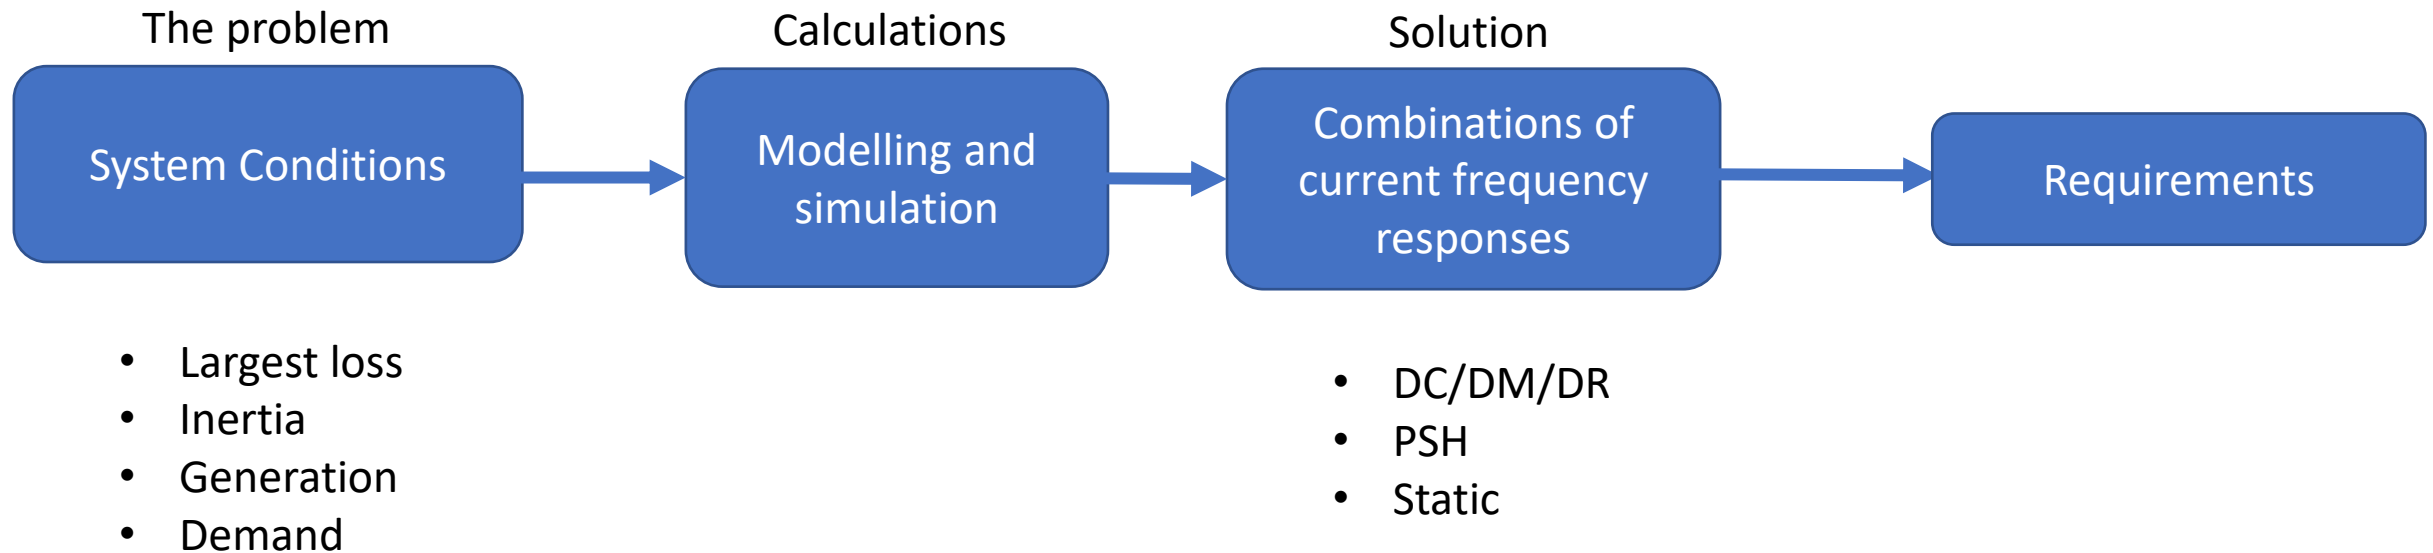 The problem
System Conditions
• Largest loss
• Inertia
• Generation
• Demand
Calculations
Modelling and
simulation
Solution
Combinations of
current frequency
responses
• DC/DM/DR
• PSH
• Static
Requirements